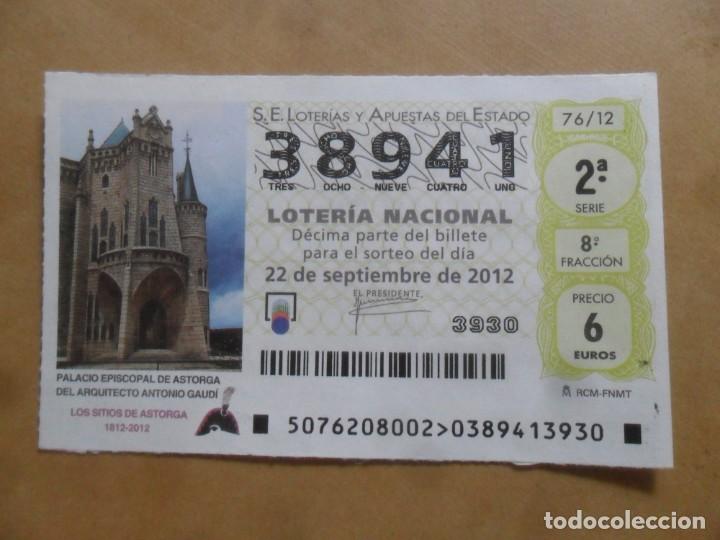 S.E. LOTERÍAS Y APUESTAS DEL ESTADO
38941
TRES OCHO NUEVE CUATRO UNO
LOTERÍA NACIONAL
Décima parte del billete
para el sorteo del día
22 de septiembre de 2012
EL PRESIDENTE,
3930
76/12
2ª
SERIE
8ª
FRACCIÓN
PRECIO
6
EUROS
RCM-FNMT
PALACIO EPISCOPAL DE ASTORGA
DEL ARQUITECTO ANTONIO GAUDÍ
LOS SITIOS DE ASTORGA
1812-2012
5076208002>0389413930
todocoleccion.net